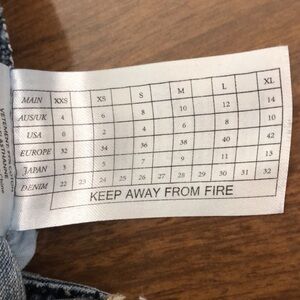 MAIN XXS XS S M L XL
AUS/UK 4 6 8 10 12 14
USA 0 2 4 6 8 10
EUROPE 32 34 36 38 40 42
JAPAN 3 5 7 9 11 13
DENIM 22 23 24 25 26 27 28 29 30 31 32
KEEP AWAY FROM FIRE